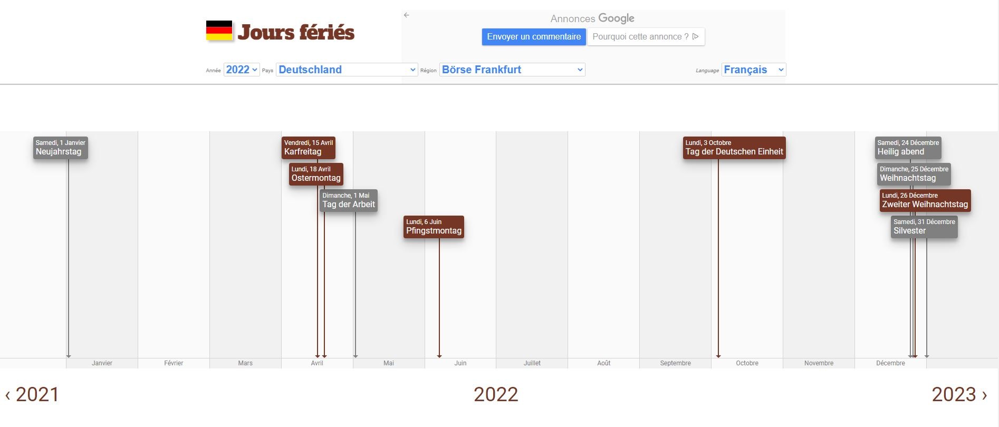 Jours fériés
Annonces Google
Envoyer un commentaire
Pourquoi cette annonce ?
Année 2022 Pays Deutschland Région Börse Frankfurt Language Français
Samedi, 1 Janvier
Neujahrstag
Vendredi, 15 Avril
Karfreitag
Lundi, 18 Avril
Ostermontag
Dimanche, 1 Mai
Tag der Arbeit
Lundi, 6 Juin
Pfingstmontag
Lundi, 3 Octobre
Tag der Deutschen Einheit
Samedi, 24 Décembre
Heilig abend
Dimanche, 25 Décembre
Weihnachtstag
Lundi, 26 Décembre
Zweiter Weihnachtstag
Samedi, 31 Décembre
Silvester
Janvier Février Mars Avril Mai Juin Juillet Août Septembre Octobre Novembre Décembre
‹ 2021 2022 2023 ›